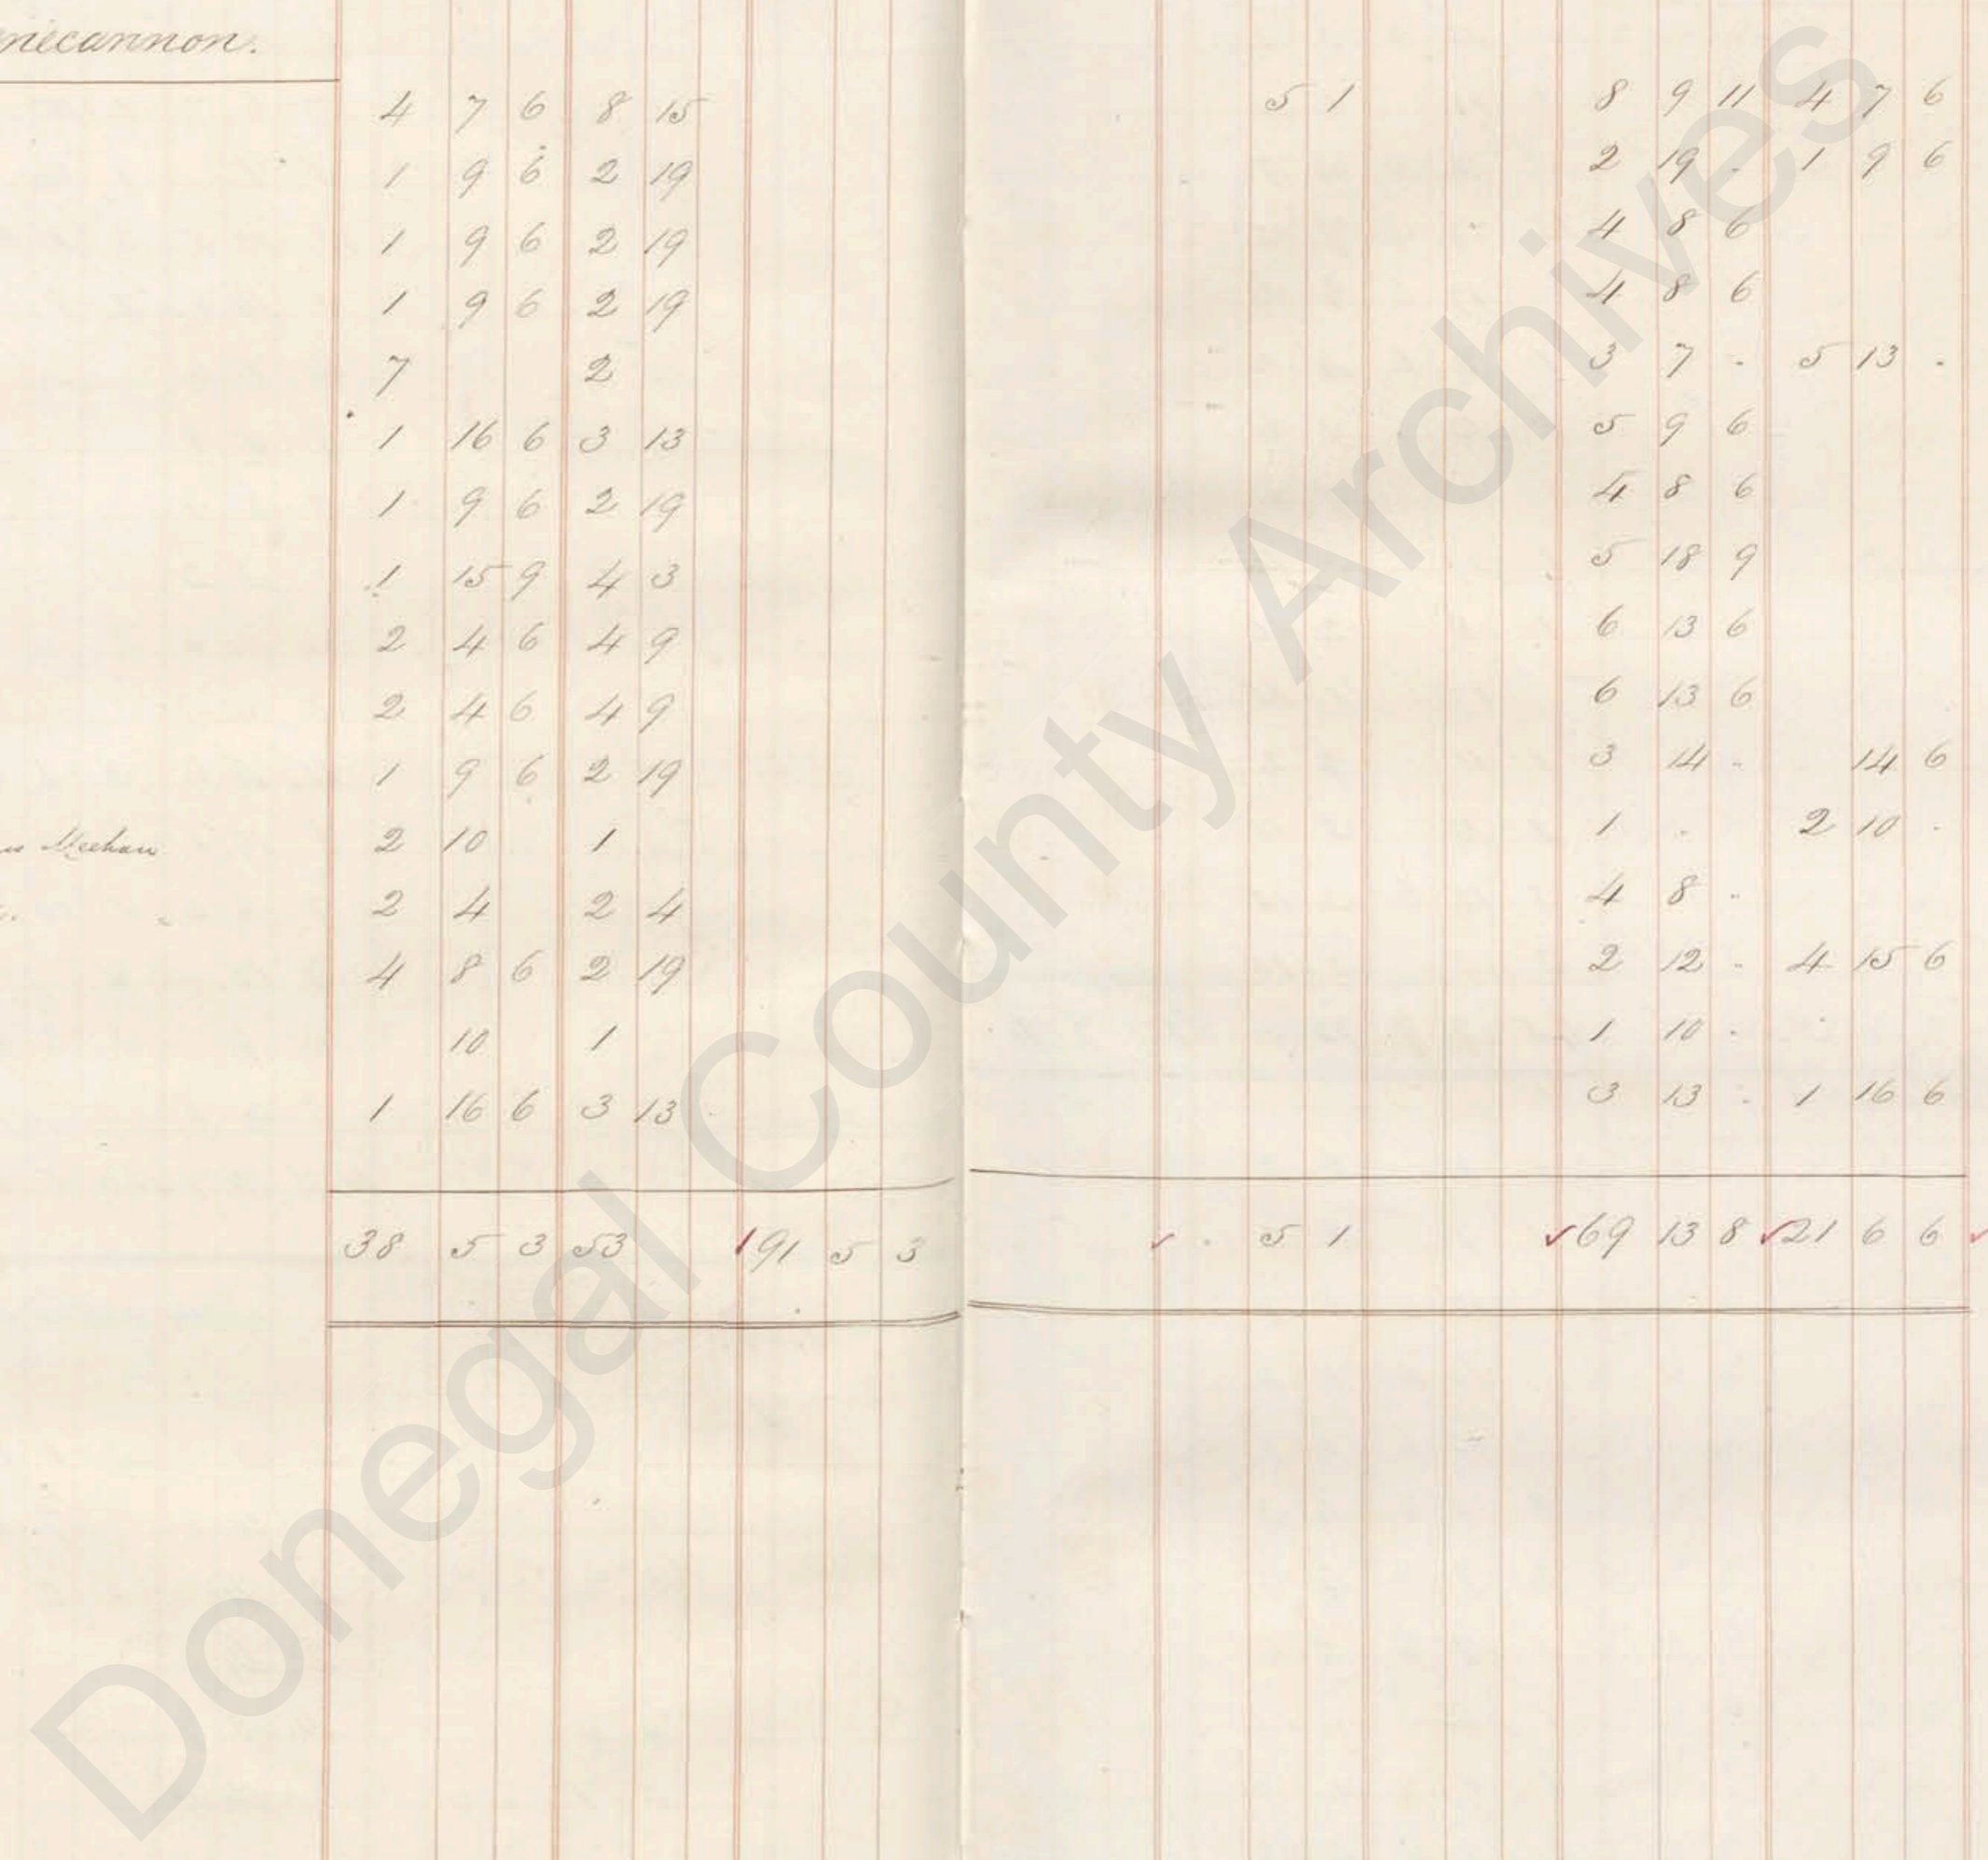 4 7 6 8 15 5 1 8 9 11 4 7 6
1 9 6 2 19 2 19 . 1 9 6
1 9 6 2 19 4 8 6
1 9 6 2 19 4 8 6
7 2 3 7 . 5 13 .
1 16 6 3 13 5 9 6
1 9 6 2 19 4 8 6
1 15 9 4 3 5 18 9
2 4 6 4 9 6 13 6
2 4 6 4 9 6 13 6
1 9 6 2 19 3 14 . 14 6
Meehan 2 10 1 1 . 2 10 .
2 4 2 4 4 8 .
4 8 6 2 19 2 12 . 4 15 6
10 1 1 10 .
1 16 6 3 13 3 13 . 1 16 6
38 5 3 53 91 5 3 . 5 1 69 13 8 21 6 6
Donegal County Archives